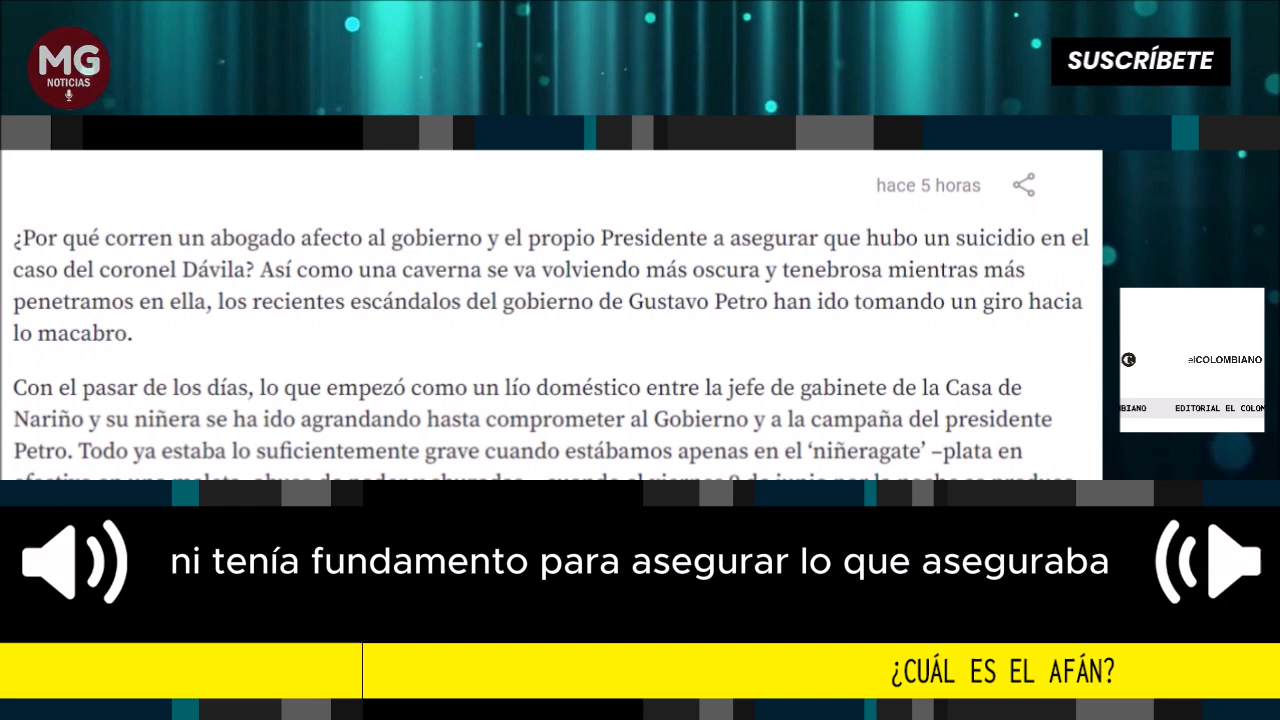 MG
NOTICIAS
SUSCRÍBETE
hace 5 horas
¿Por qué corren un abogado afecto al gobierno y el propio Presidente a asegurar que hubo un suicidio en el
caso del coronel Dávila? Así como una caverna se va volviendo más oscura y tenebrosa mientras más
penetramos en ella, los recientes escándalos del gobierno de Gustavo Petro han ido tomando un giro hacia
lo macabro.
Con el pasar de los días, lo que empezó como un lío doméstico entre la jefe de gabinete de la Casa de
Nariño y su niñera se ha ido agrandando hasta comprometer al Gobierno y a la campaña del presidente
Petro. Todo ya estaba lo suficientemente grave cuando estábamos apenas en el ‘niñeragate’ –plata en
elCOLOMBIANO
BIANO EDITORIAL EL COLOM
ni tenía fundamento para asegurar lo que aseguraba
¿CUÁL ES EL AFÁN?